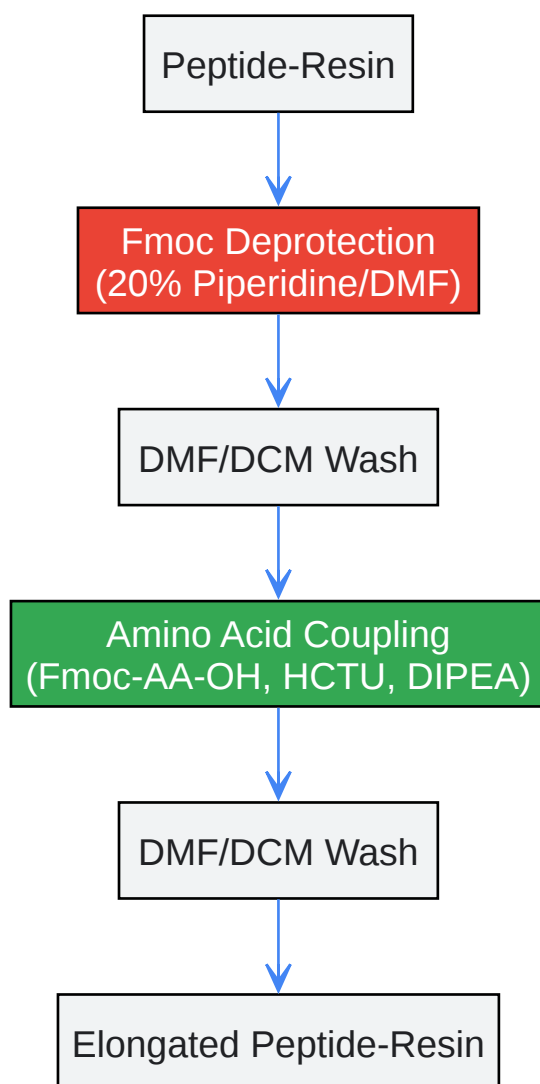 Peptide-Resin
Fmoc Deprotection
(20% Piperidine/DMF)
DMF/DCM Wash
Amino Acid Coupling
(Fmoc-AA-OH, HCTU, DIPEA)
DMF/DCM Wash
Elongated Peptide-Resin